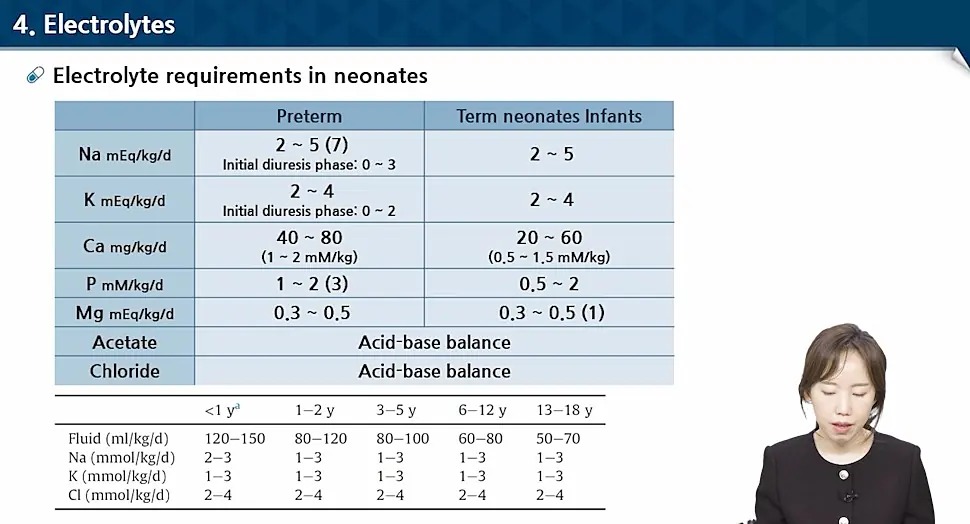 4. Electrolytes
Electrolyte requirements in neonates
Preterm Term neonates Infants
Na mEq/kg/d 2 ~ 5 (7) 2 ~ 5
Initial diuresis phase: 0 ~ 3
K mEq/kg/d 2 ~ 4 2 ~ 4
Initial diuresis phase: 0 ~ 2
Ca mg/kg/d 40 ~ 80 20 ~ 60
(1 ~ 2 mM/kg) (0.5 ~ 1.5 mM/kg)
P mM/kg/d 1 ~ 2 (3) 0.5 ~ 2
Mg mEq/kg/d 0.3 ~ 0.5 0.3 ~ 0.5 (1)
Acetate Acid-base balance
Chloride Acid-base balance
<1 yᵃ 1–2 y 3–5 y 6–12 y 13–18 y
Fluid (ml/kg/d) 120–150 80–120 80–100 60–80 50–70
Na (mmol/kg/d) 2–3 1–3 1–3 1–3 1–3
K (mmol/kg/d) 1–3 1–3 1–3 1–3 1–3
Cl (mmol/kg/d) 2–4 2–4 2–4 2–4 2–4